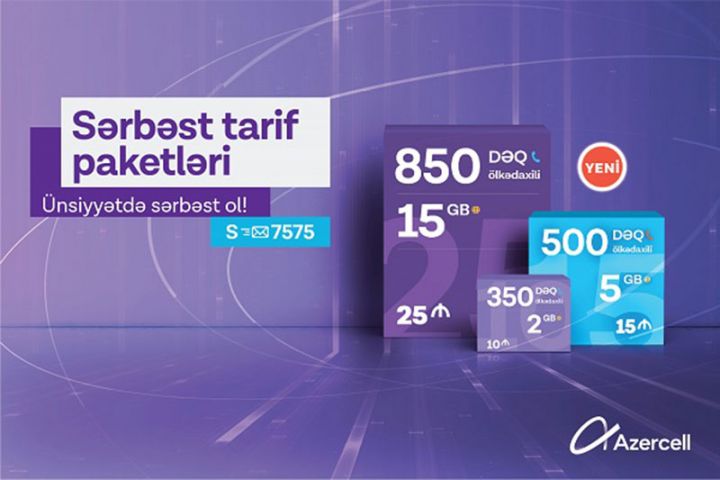 Sərbəst tarif
paketləri
Ünsiyyətdə sərbəst ol!
S 7575
850 DƏQ
ölkədaxili
15 GB
25 ₼
YENİ
500 DƏQ
ölkədaxili
5 GB
15 ₼
350 DƏQ
ölkədaxili
2 GB
10 ₼
Azercell